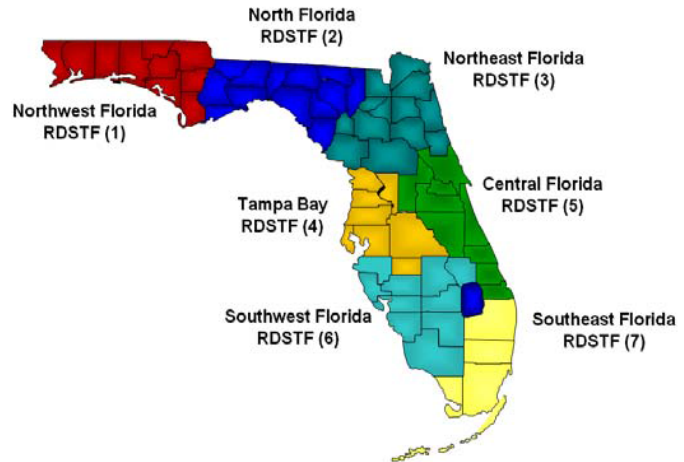 North Florida
RDSTF (2)
Northeast Florida
RDSTF (3)
Northwest Florida
RDSTF (1)
Central Florida
RDSTF (5)
Tampa Bay
RDSTF (4)
Southwest Florida
RDSTF (6)
Southeast Florida
RDSTF (7)